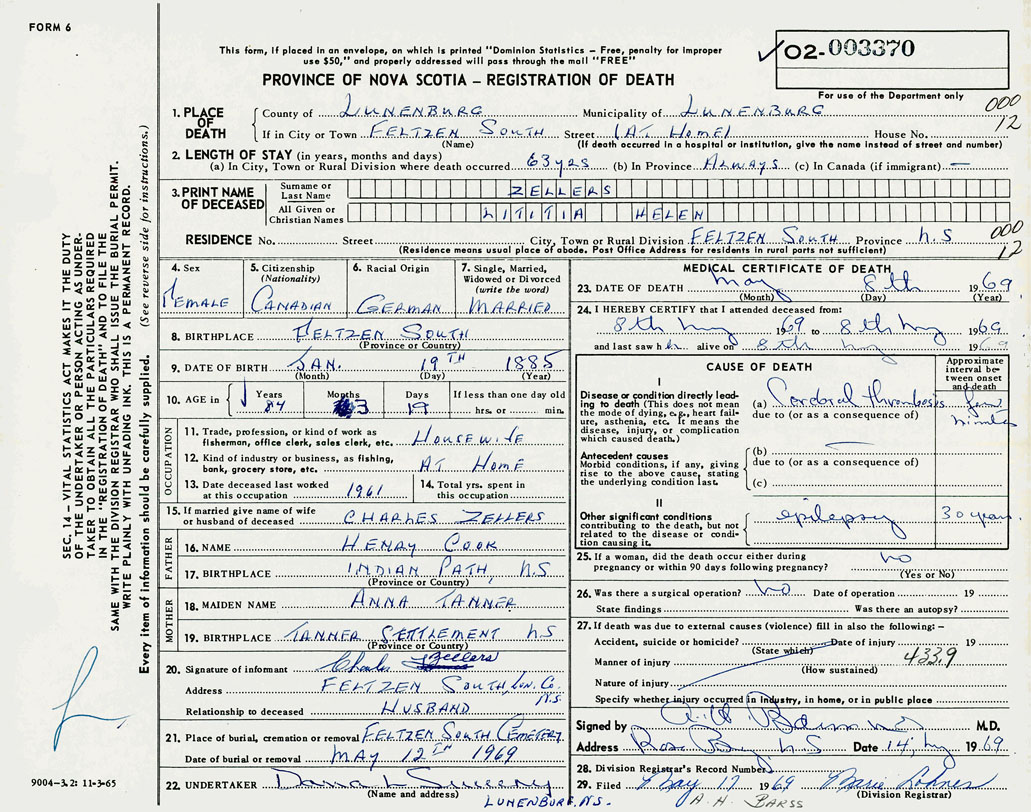 FORM 6
This form, if placed in an envelope, on which is printed "Dominion Statistics – Free, penalty for improper
use $50," and properly addressed will pass through the mail "FREE"
PROVINCE OF NOVA SCOTIA – REGISTRATION OF DEATH
✓ 02-003370
For use of the Department only
000
12
1. PLACE OF DEATH
County of LUNENBURG Municipality of LUNENBURG
If in City or Town FELTZEN SOUTH Street (AT HOME) House No.
(Name) (If death occurred in a hospital or institution, give the name instead of street and number)
2. LENGTH OF STAY (in years, months and days)
(a) In City, Town or Rural Division where death occurred 63 yrs (b) In Province ALWAYS (c) In Canada (if immigrant) —
3. PRINT NAME OF DECEASED
Surname or Last Name ZELLERS
All Given or Christian Names LITITIA HELEN
000
12
RESIDENCE No. Street City, Town or Rural Division FELTZEN SOUTH Province N.S
(Residence means usual place of abode. Post Office Address for residents in rural parts not sufficient)
4. Sex FEMALE
5. Citizenship (Nationality) CANADIAN
6. Racial Origin GERMAN
7. Single, Married, Widowed or Divorced (write the word) MARRIED
8. BIRTHPLACE FELTZEN SOUTH
(Province or Country)
9. DATE OF BIRTH JAN. 19TH 1885
(Month) (Day) (Year)
10. AGE in Years 84 Months 3 Days 19 If less than one day old hrs. or min.
OCCUPATION
11. Trade, profession, or kind of work as
fisherman, office clerk, sales clerk, etc. HOUSEWIFE
12. Kind of industry or business, as fishing,
bank, grocery store, etc. AT HOME
13. Date deceased last worked
at this occupation 1961
14. Total yrs. spent in
this occupation
15. If married give name of wife
or husband of deceased CHARLES ZELLERS
FATHER
16. NAME HENRY COOK
17. BIRTHPLACE INDIAN PATH, N.S
(Province or Country)
MOTHER
18. MAIDEN NAME ANNA TANNER
19. BIRTHPLACE TANNER SETTLEMENT N.S
(Province or Country)
20. Signature of informant Charles Zellers
Address FELTZEN SOUTH Lun. Co. N.S.
Relationship to deceased HUSBAND
21. Place of burial, cremation or removal FELTZEN SOUTH CEMETERY
Date of burial or removal MAY 12TH 1969
22. UNDERTAKER Sweeny
(Name and address)
LUNENBURG, N.S.
MEDICAL CERTIFICATE OF DEATH
23. DATE OF DEATH May 8th 1969
(Month) (Day) (Year)
24. I HEREBY CERTIFY that I attended deceased from:
8th May 1969 to 8th May 1969
and last saw her alive on 8th May 1969
CAUSE OF DEATH
Approximate interval between onset and death
I
Disease or condition directly leading
to death (This does not mean
the mode of dying, e.g., heart failure,
asthenia, etc. It means the
disease, injury, or complication
which caused death.)
(a) thrombosis
due to (or as a consequence of)
Antecedent causes
Morbid conditions, if any, giving
rise to the above cause, stating
the underlying condition last.
(b)
due to (or as a consequence of)
(c)
II
Other significant conditions
contributing to the death, but not
related to the disease or condition
causing it.
epilepsy 30 years
25. If a woman, did the death occur either during
pregnancy or within 90 days following pregnancy? no
(Yes or No)
26. Was there a surgical operation? no Date of operation 19
State findings Was there an autopsy?
27. If death was due to external causes (violence) fill in also the following: –
Accident, suicide or homicide? Date of injury 19
(State which)
Manner of injury 433.9
(How sustained)
Nature of injury
Specify whether injury occurred in industry, in home, or in public place
Signed by M.D.
Address Rose Bay N.S Date 14, May 1969
28. Division Registrar's Record Number
29. Filed May 17 1969 Marie
(Division Registrar)
A. H. BARSS
SEC. 14 – VITAL STATISTICS ACT MAKES IT THE DUTY
OF THE UNDERTAKER OR PERSON ACTING AS UNDERTAKER
TO OBTAIN ALL THE PARTICULARS REQUIRED
IN THE "REGISTRATION OF DEATH" AND TO FILE THE
SAME WITH THE DIVISION REGISTRAR WHO SHALL ISSUE THE BURIAL PERMIT.
WRITE PLAINLY WITH UNFADING INK. THIS IS A PERMANENT RECORD.
Every item of information should be carefully supplied. (See reverse side for instructions.)
9004-3.2: 11-3-65